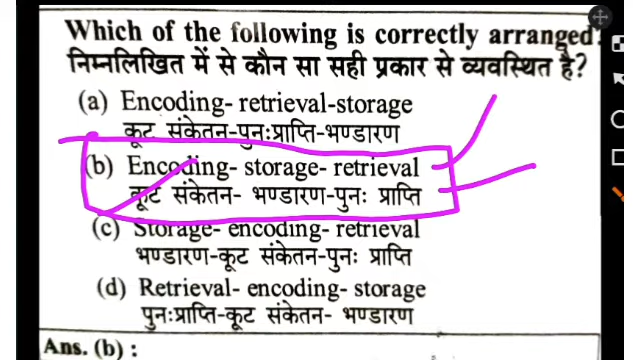 Which of the following is correctly arranged?
निम्नलिखित में से कौन सा सही प्रकार से व्यवस्थित है?
(a) Encoding- retrieval-storage
कूट संकेतन-पुनःप्राप्ति-भण्डारण
(b) Encoding- storage- retrieval
कूट संकेतन- भण्डारण-पुनः प्राप्ति
(c) Storage- encoding- retrieval
भण्डारण-कूट संकेतन-पुनः प्राप्ति
(d) Retrieval- encoding- storage
पुनःप्राप्ति-कूट संकेतन- भण्डारण
Ans. (b) :